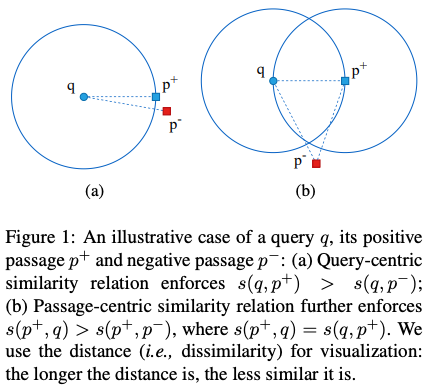 q p⁺ p⁻
(a)
q p⁺ p⁻
(b)
Figure 1: An illustrative case of a query q, its positive
passage p⁺ and negative passage p⁻: (a) Query-centric
similarity relation enforces s(q, p⁺) > s(q, p⁻);
(b) Passage-centric similarity relation further enforces
s(p⁺, q) > s(p⁺, p⁻), where s(p⁺, q) = s(q, p⁺). We
use the distance (i.e., dissimilarity) for visualization:
the longer the distance is, the less similar it is.